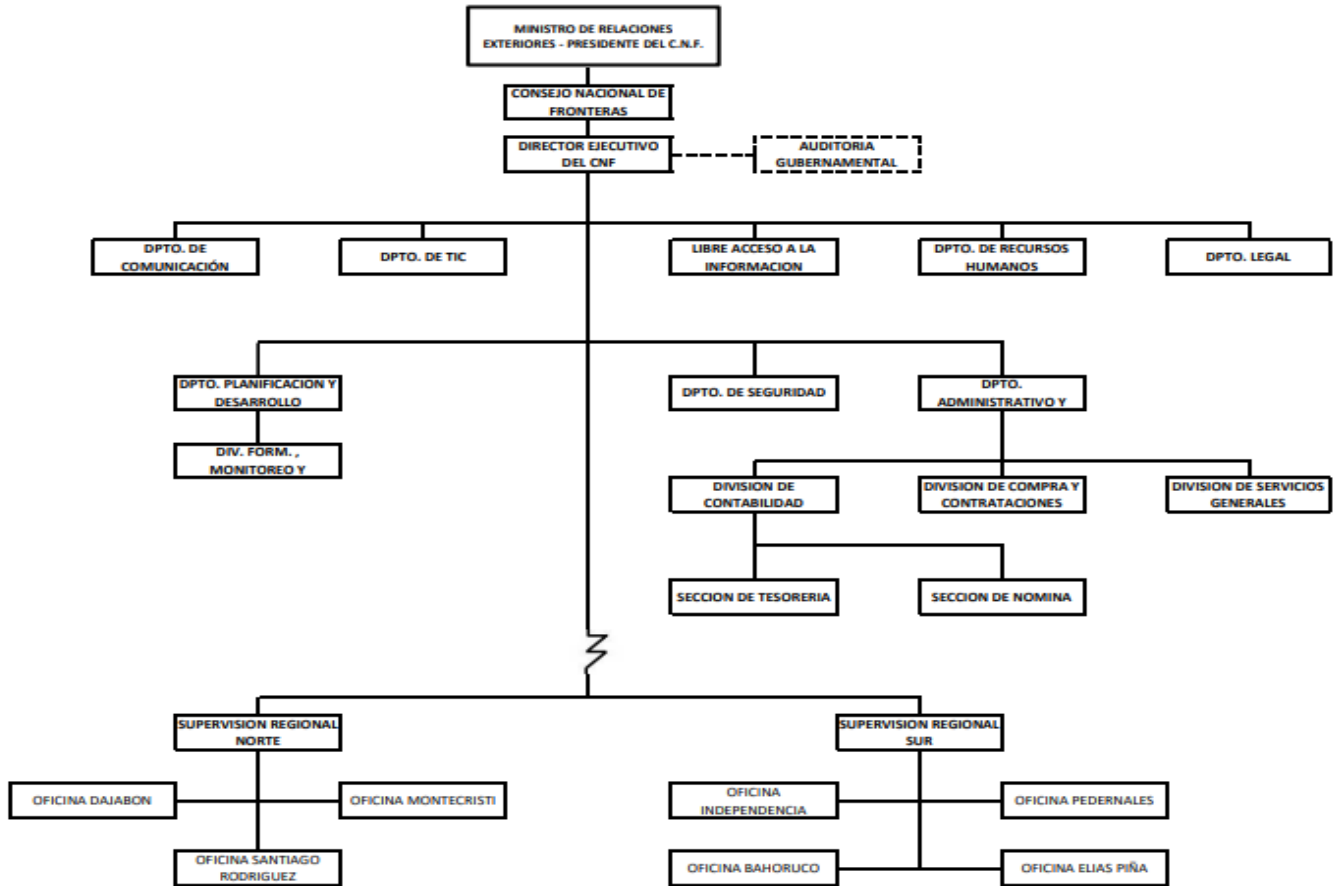 MINISTRO DE RELACIONES
EXTERIORES - PRESIDENTE DEL C.N.F.
CONSEJO NACIONAL DE
FRONTERAS
DIRECTOR EJECUTIVO
DEL CNF
AUDITORIA
GUBERNAMENTAL
DPTO. DE
COMUNICACIÓN
DPTO. DE TIC
LIBRE ACCESO A LA
INFORMACION
DPTO. DE RECURSOS
HUMANOS
DPTO. LEGAL
DPTO. PLANIFICACION Y
DESARROLLO
DPTO. DE SEGURIDAD
DPTO.
ADMINISTRATIVO Y
DIV. FORM. ,
MONITOREO Y
DIVISION DE
CONTABILIDAD
DIVISION DE COMPRA Y
CONTRATACIONES
DIVISION DE SERVICIOS
GENERALES
SECCION DE TESORERIA
SECCION DE NOMINA
SUPERVISION REGIONAL
NORTE
SUPERVISION REGIONAL
SUR
OFICINA DAJABON
OFICINA MONTECRISTI
OFICINA
INDEPENDENCIA
OFICINA PEDERNALES
OFICINA SANTIAGO
RODRIGUEZ
OFICINA BAHORUCO
OFICINA ELIAS PIÑA